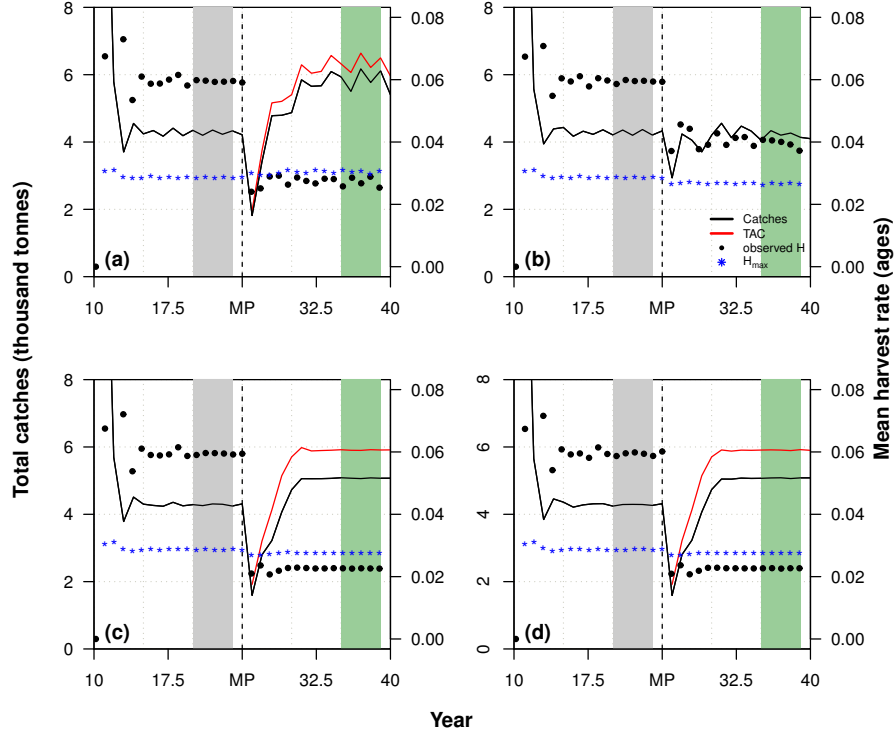 Total catches (thousand tonnes)
Mean harvest rate (ages)
Year
8
6
4
2
0
0.08
0.06
0.04
0.02
0.00
(a)
10 17.5 MP 32.5 40
8
6
4
2
0
0.08
0.06
0.04
0.02
0.00
Catches
TAC
observed H
Hmax
(b)
10 17.5 MP 32.5 40
8
6
4
2
0
0.08
0.06
0.04
0.02
0.00
(c)
10 17.5 MP 32.5 40
8
6
4
2
0
0.08
0.06
0.04
0.02
0.00
(d)
10 17.5 MP 32.5 40